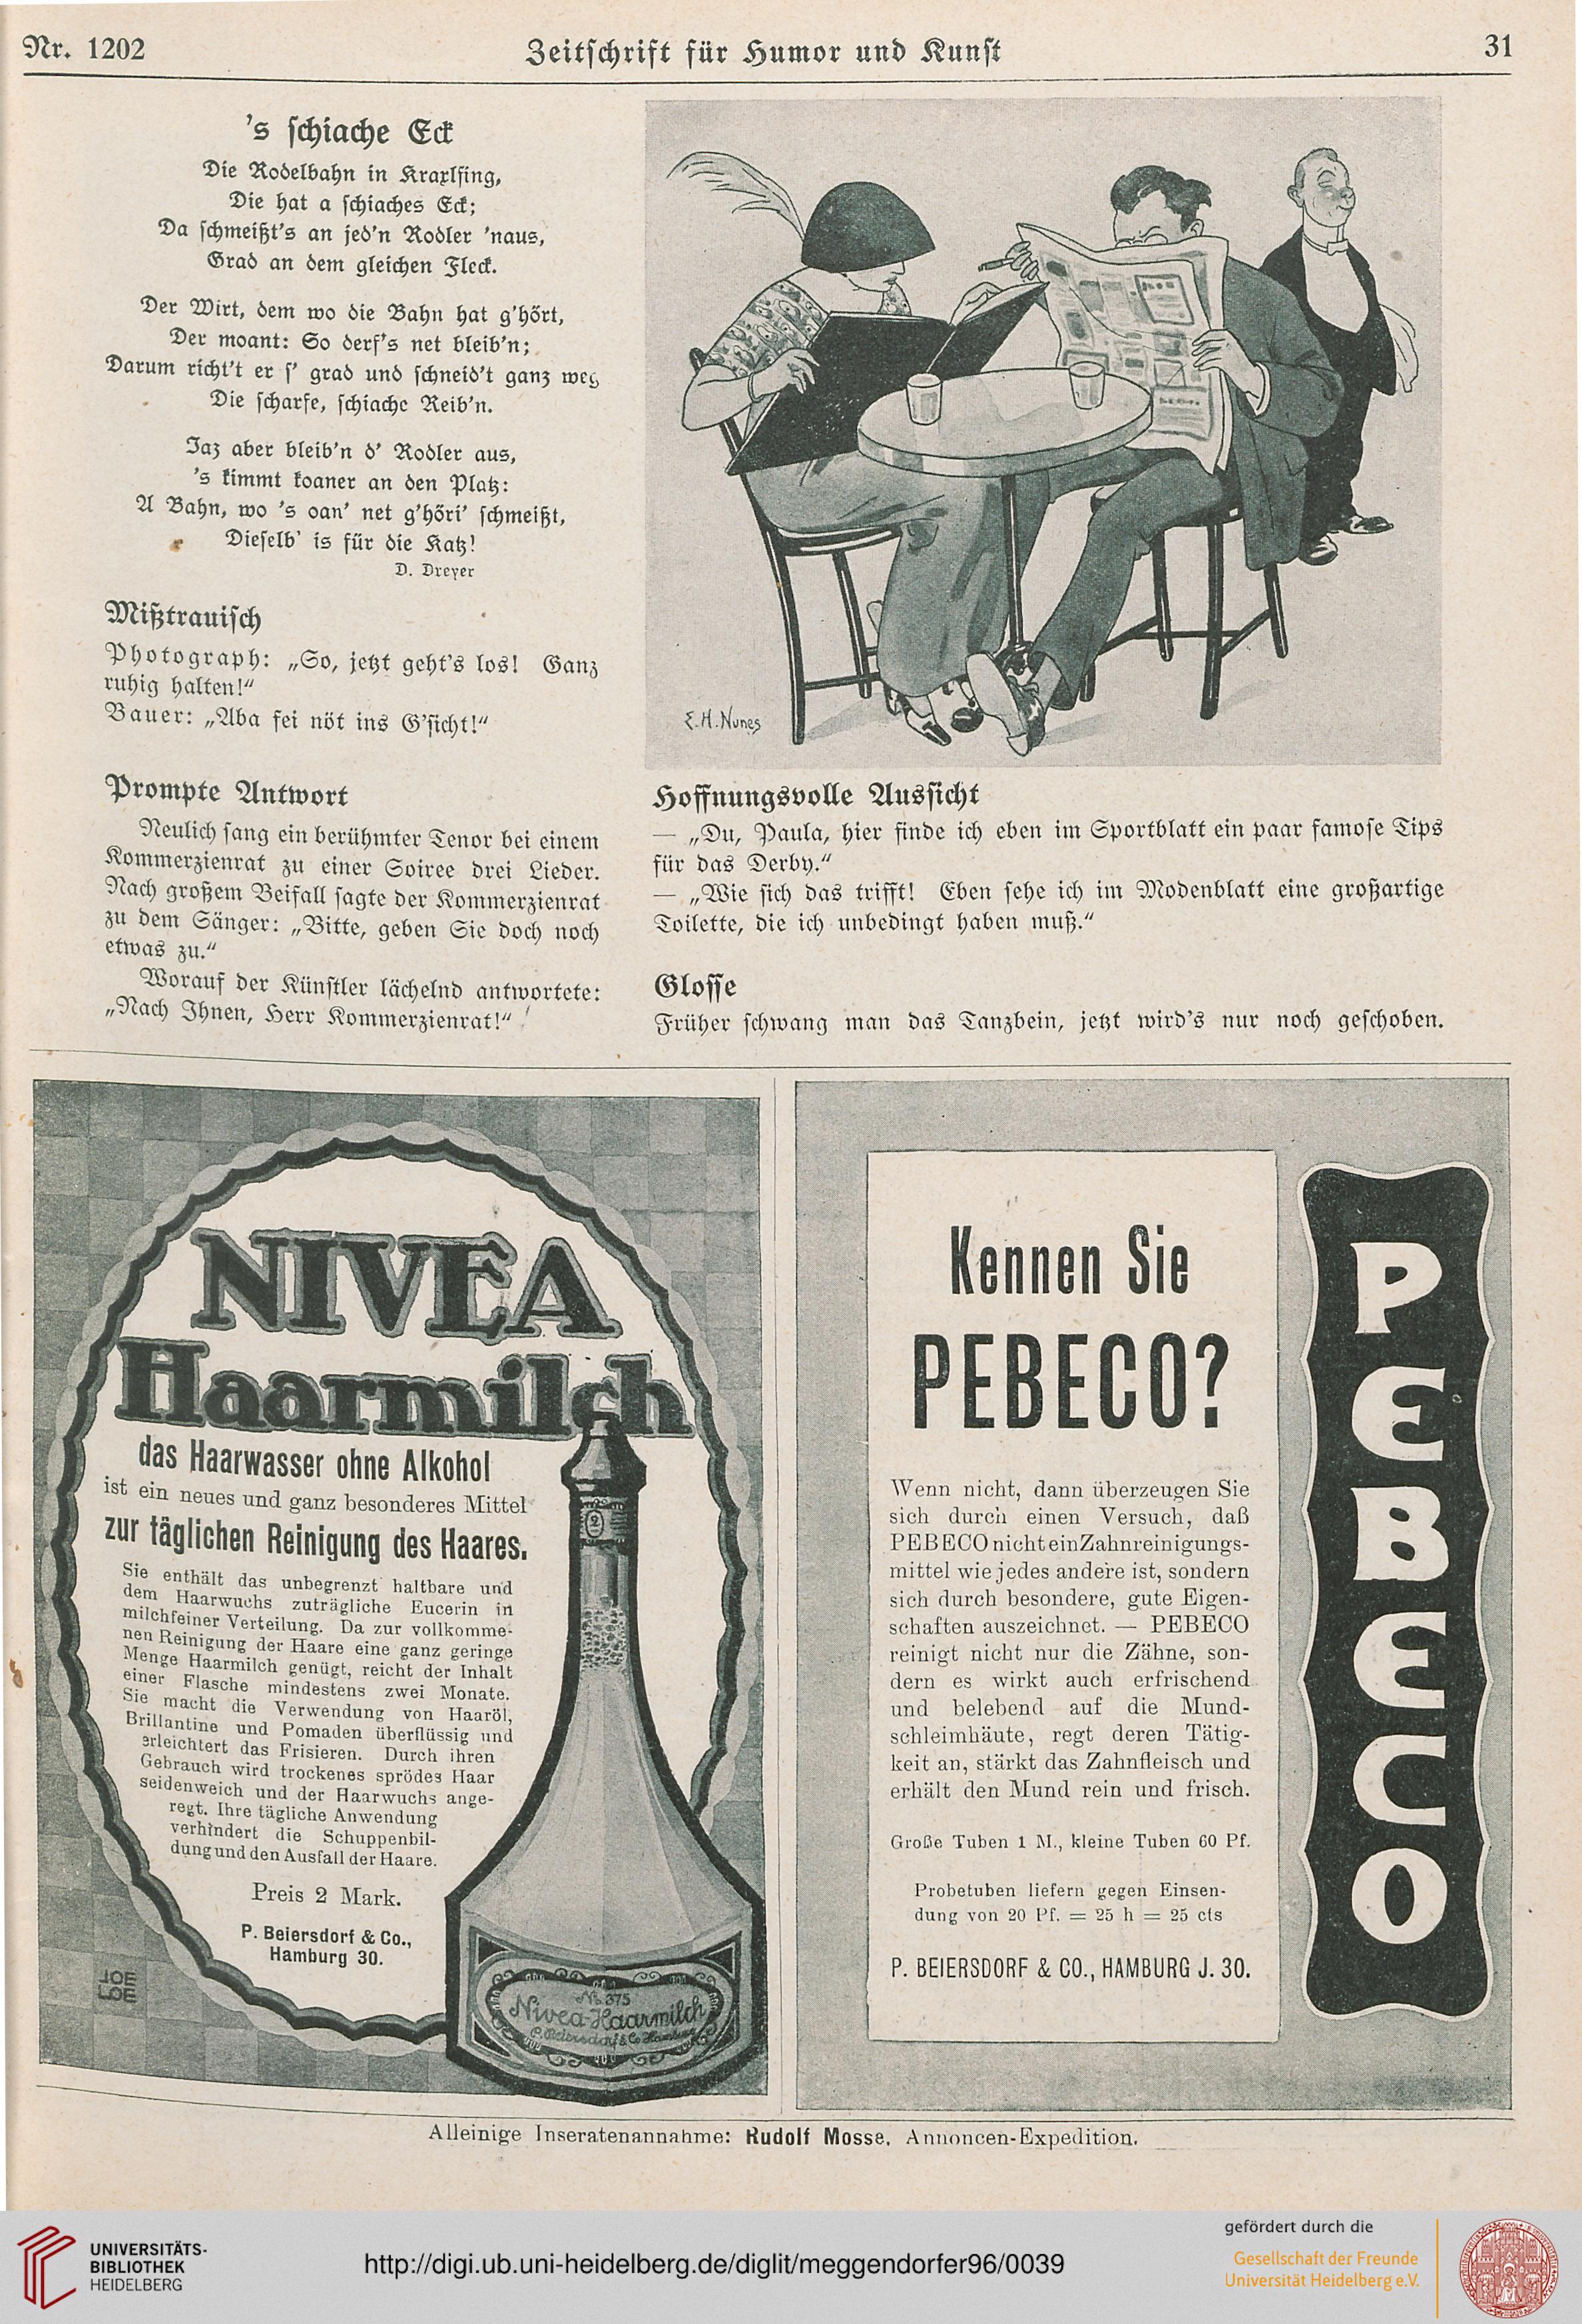 Nr. 1202
Zeitschrift für Humor und Kunst
31
's schiache Eck
Die Rodelbahn in Kraxlfing,
Die hat a schiaches Eck;
Da schmeißt's an jed'n Rodler 'naus,
Grad an dem gleichen Fleck.
Der Wirt, dem wo die Bahn hat g'hört,
Der moant: So derf's net bleib'n;
Darum richt't er s' grad und schneid't ganz weg
Die scharfe, schiache Reib'n.
Jaz aber bleib'n d' Rodler aus,
's kimmt koaner an den Platz:
A Bahn, wo 's oan' net g'höri' schmeißt,
Dieselb' is für die Katz!
D. Dreyer
Mißtrauisch
Photograph: „So, jetzt geht's los! Ganz
ruhig halten!“
Bauer: „Aba fei nöt ins G'sicht!“
Prompte Antwort
Neulich sang ein berühmter Tenor bei einem
Kommerzienrat zu einer Soiree drei Lieder.
Nach großem Beifall sagte der Kommerzienrat
zu dem Sänger: „Bitte, geben Sie doch noch
etwas zu.“
Worauf der Künstler lächelnd antwortete:
„Nach Ihnen, Herr Kommerzienrat!“
E. H. Nunes
Hoffnungsvolle Aussicht
— „Du, Paula, hier finde ich eben im Sportblatt ein paar famose Tips
für das Derby.“
— „Wie sich das trifft! Eben sehe ich im Modenblatt eine großartige
Toilette, die ich unbedingt haben muß.“
Glosse
Früher schwang man das Tanzbein, jetzt wird's nur noch geschoben.
NIVEA
Haarmilch
das Haarwasser ohne Alkohol
ist ein neues und ganz besonderes Mittel
zur täglichen Reinigung des Haares.
Sie enthält das unbegrenzt haltbare und
dem Haarwuchs zuträgliche Eucerin in
milchfeiner Verteilung. Da zur vollkomme-
nen Reinigung der Haare eine ganz geringe
Menge Haarmilch genügt, reicht der Inhalt
einer Flasche mindestens zwei Monate.
Sie macht die Verwendung von Haaröl,
Brillantine und Pomaden überflüssig und
erleichtert das Frisieren. Durch ihren
Gebrauch wird trockenes sprödes Haar
seidenweich und der Haarwuchs ange-
regt. Ihre tägliche Anwendung
verhindert die Schuppenbil-
dung und den Ausfall der Haare.
Preis 2 Mark.
P. Beiersdorf & Co.,
Hamburg 30.
JOE
LOE
2
No 375
Nivea-Haarmilch
P. Beiersdorf & Co Hamburg
Kennen Sie
PEBECO?
Wenn nicht, dann überzeugen Sie
sich durch einen Versuch, daß
PEBECO nicht ein Zahnreinigungs-
mittel wie jedes andere ist, sondern
sich durch besondere, gute Eigen-
schaften auszeichnet. — PEBECO
reinigt nicht nur die Zähne, son-
dern es wirkt auch erfrischend
und belebend auf die Mund-
schleimhäute, regt deren Tätig-
keit an, stärkt das Zahnfleisch und
erhält den Mund rein und frisch.
Große Tuben 1 M., kleine Tuben 60 Pf.
Probetuben liefern gegen Einsen-
dung von 20 Pf. = 25 h = 25 cts
P. BEIERSDORF & CO., HAMBURG J. 30.
PEBECO
Alleinige Inseratenannahme: Rudolf Mosse, Annoncen-Expedition.
UNIVERSITÄTS-
BIBLIOTHEK
HEIDELBERG
http://digi.ub.uni-heidelberg.de/diglit/meggendorfer96/0039
gefördert durch die
Gesellschaft der Freunde
Universität Heidelberg e.V.